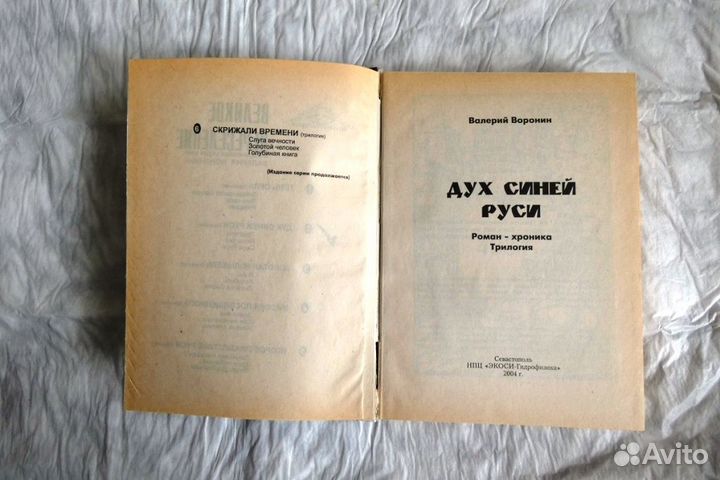 6 СКРИЖАЛИ ВРЕМЕНИ (трилогия)
Слуга вечности
Золотой человек
Голубиная книга
(Издание серии продолжается)
Валерий Воронин
ДУХ СИНЕЙ
РУСИ
Роман - хроника
Трилогия
Севастополь
НПЦ «ЭКОСИ-Гидрофизика»
2004 г.
Avito